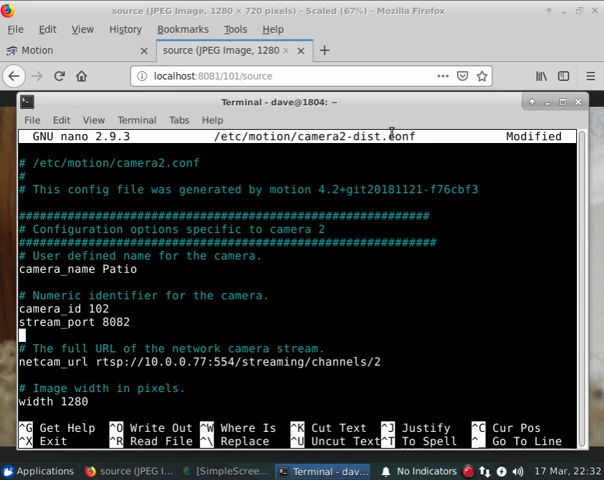 source (JPEG Image, 1280 × 720 pixels) - Scaled (67%) - Mozilla Firefox
File Edit View History Bookmarks Tools Help
Motion
source (JPEG Image, 1280 ×
localhost:8081/101/source
Terminal - dave@1804: ~
File Edit View Terminal Tabs Help
GNU nano 2.9.3 /etc/motion/camera2-dist.conf Modified
# /etc/motion/camera2.conf
#
# This config file was generated by motion 4.2+git20181121-f76cbf3
#############################################################
# Configuration options specific to camera 2
##############################################################
# User defined name for the camera.
camera_name Patio
# Numeric identifier for the camera.
camera_id 102
stream_port 8082
# The full URL of the network camera stream.
netcam_url rtsp://10.0.0.77:554/streaming/channels/2
# Image width in pixels.
width 1280
^G Get Help ^O Write Out ^W Where Is ^K Cut Text ^J Justify ^C Cur Pos
^X Exit ^R Read File ^\ Replace ^U Uncut Text ^T To Spell ^_ Go To Line
Applications source (JPEG I... [SimpleScree... Terminal - dav... No Indicators 17 Mar, 22:32